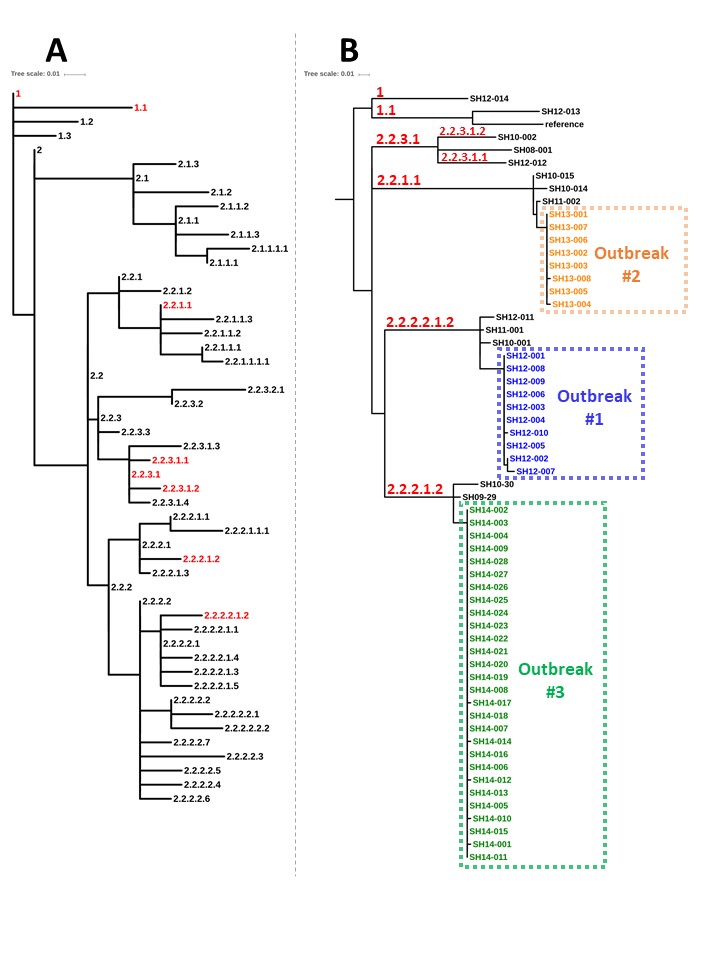 A
Tree scale: 0.01
1
1.1
1.2
1.3
2
2.1.3
2.1
2.1.2
2.1.1.2
2.1.1
2.1.1.3
2.1.1.1.1
2.1.1.1
2.2.1
2.2.1.2
2.2.1.1
2.2.1.1.3
2.2.1.1.2
2.2.1.1.1
2.2.1.1.1.1
2.2
2.2.3.2.1
2.2.3.2
2.2.3
2.2.3.3
2.2.3.1.3
2.2.3.1.1
2.2.3.1
2.2.3.1.2
2.2.3.1.4
2.2.2.1.1
2.2.2.1.1.1
2.2.2.1
2.2.2.1.2
2.2.2.1.3
2.2.2
2.2.2.2
2.2.2.2.1.2
2.2.2.2.1.1
2.2.2.2.1
2.2.2.2.1.4
2.2.2.2.1.3
2.2.2.2.1.5
2.2.2.2.2
2.2.2.2.2.1
2.2.2.2.2.2
2.2.2.2.7
2.2.2.2.3
2.2.2.2.5
2.2.2.2.4
2.2.2.2.6
B
Tree scale: 0.01
1
SH12-014
1.1
SH12-013
reference
2.2.3.1
2.2.3.1.2
SH10-002
SH08-001
2.2.3.1.1
SH12-012
SH10-015
2.2.1.1
SH10-014
SH11-002
SH13-001
SH13-007
SH13-006
SH13-002
SH13-003
SH13-008
SH13-005
SH13-004
Outbreak
#2
SH12-011
2.2.2.2.1.2
SH11-001
SH10-001
SH12-001
SH12-008
SH12-009
SH12-006
SH12-003
SH12-004
SH12-010
SH12-005
SH12-002
SH12-007
Outbreak
#1
SH10-30
2.2.2.1.2
SH09-29
SH14-002
SH14-003
SH14-004
SH14-009
SH14-028
SH14-027
SH14-026
SH14-025
SH14-024
SH14-023
SH14-022
SH14-021
SH14-020
SH14-019
SH14-008
SH14-017
SH14-018
SH14-007
SH14-014
SH14-016
SH14-006
SH14-012
SH14-013
SH14-005
SH14-010
SH14-015
SH14-001
SH14-011
Outbreak
#3